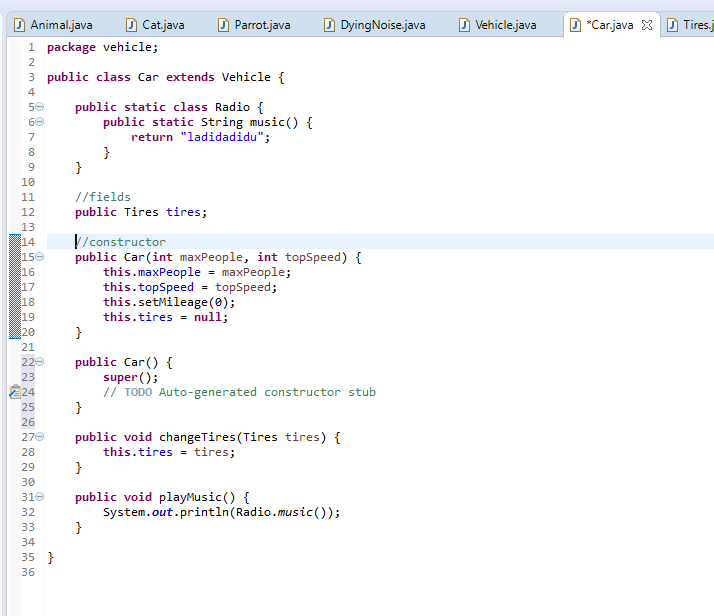 Animal.java Cat.java Parrot.java DyingNoise.java Vehicle.java *Car.java Tires.j
1 package vehicle;
2
3 public class Car extends Vehicle {
4
5 public static class Radio {
6 public static String music() {
7 return "ladidadidu";
8 }
9 }
10
11 //fields
12 public Tires tires;
13
14 //constructor
15 public Car(int maxPeople, int topSpeed) {
16 this.maxPeople = maxPeople;
17 this.topSpeed = topSpeed;
18 this.setMileage(0);
19 this.tires = null;
20 }
21
22 public Car() {
23 super();
24 // TODO Auto-generated constructor stub
25 }
26
27 public void changeTires(Tires tires) {
28 this.tires = tires;
29 }
30
31 public void playMusic() {
32 System.out.println(Radio.music());
33 }
34
35 }
36